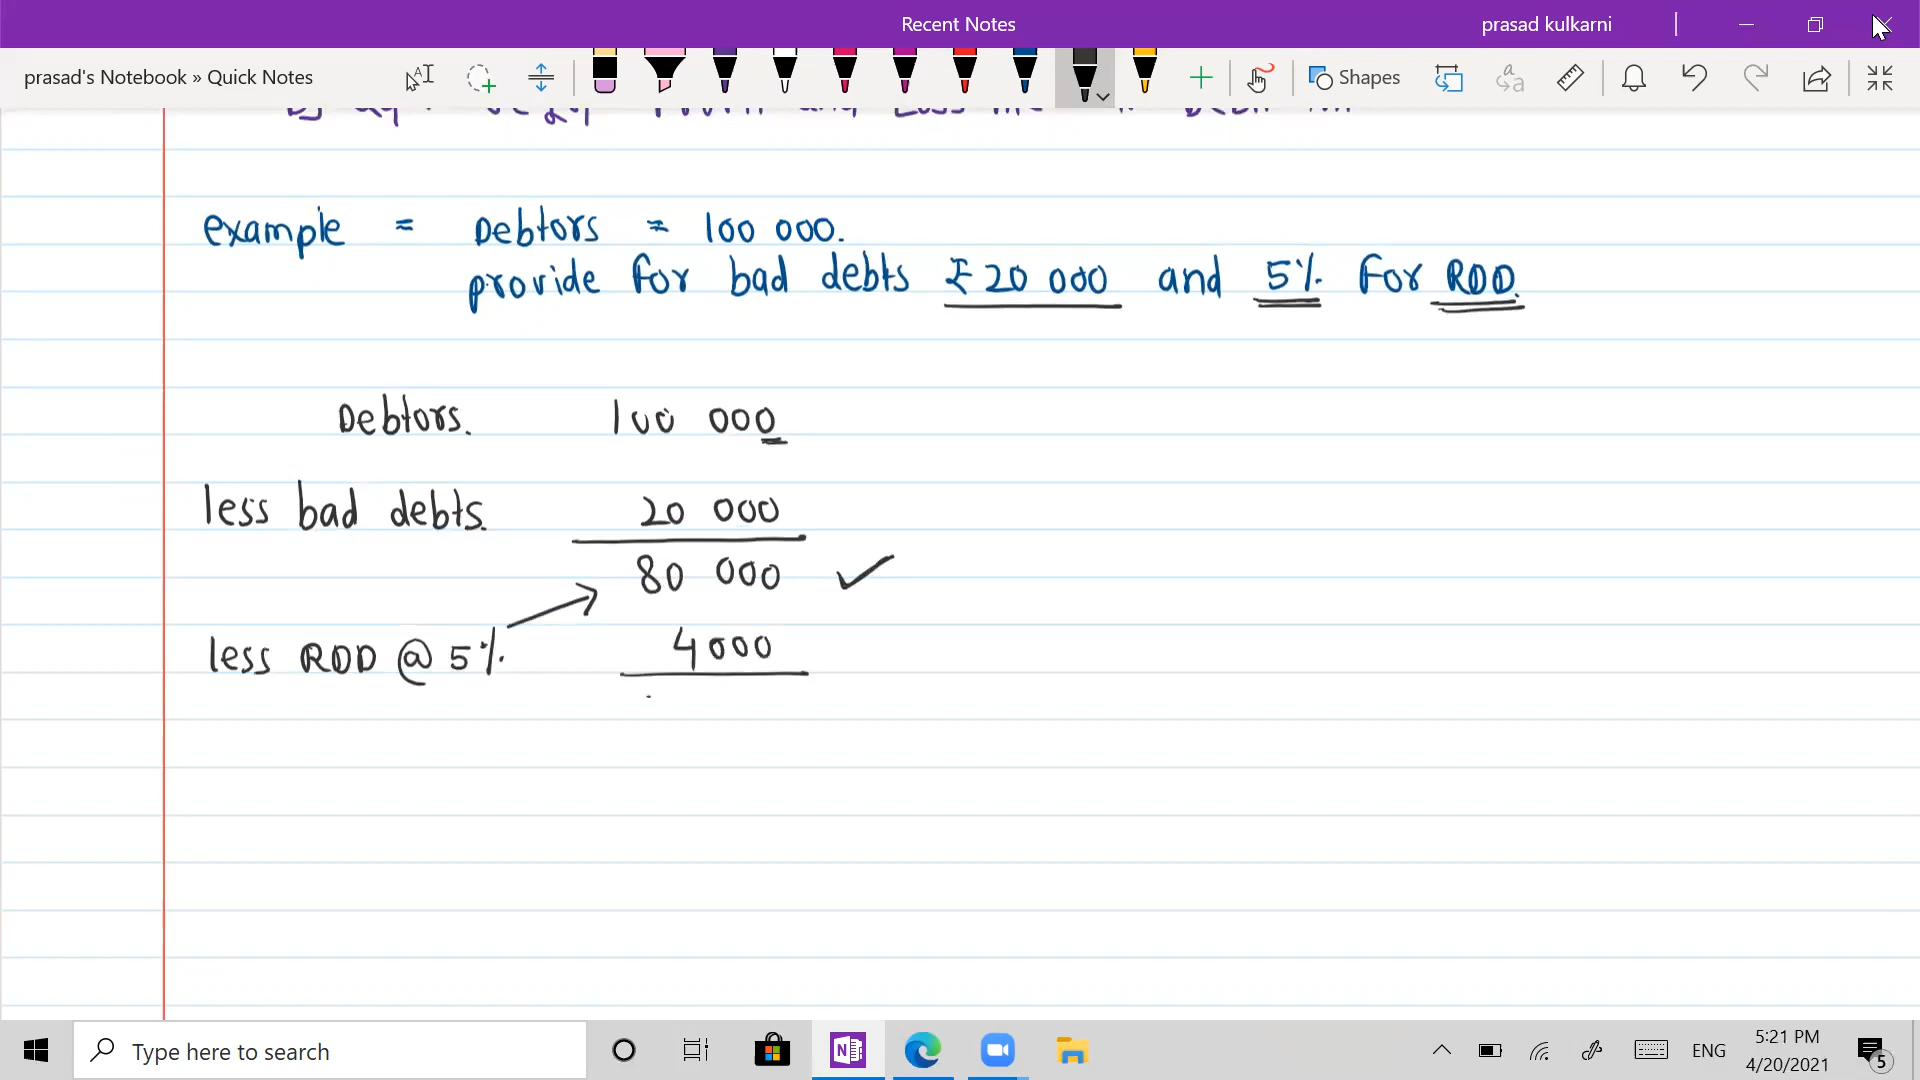 Recent Notes
prasad kulkarni
prasad's Notebook » Quick Notes
Shapes
example = Debtors = 100 000.
provide for bad debts ₹20 000 and 5% For RDD.
Debtors. 100 000
less bad debts. 20 000
80 000 ✓
less RDD @ 5% 4000
Type here to search
ENG
5:21 PM
4/20/2021
5